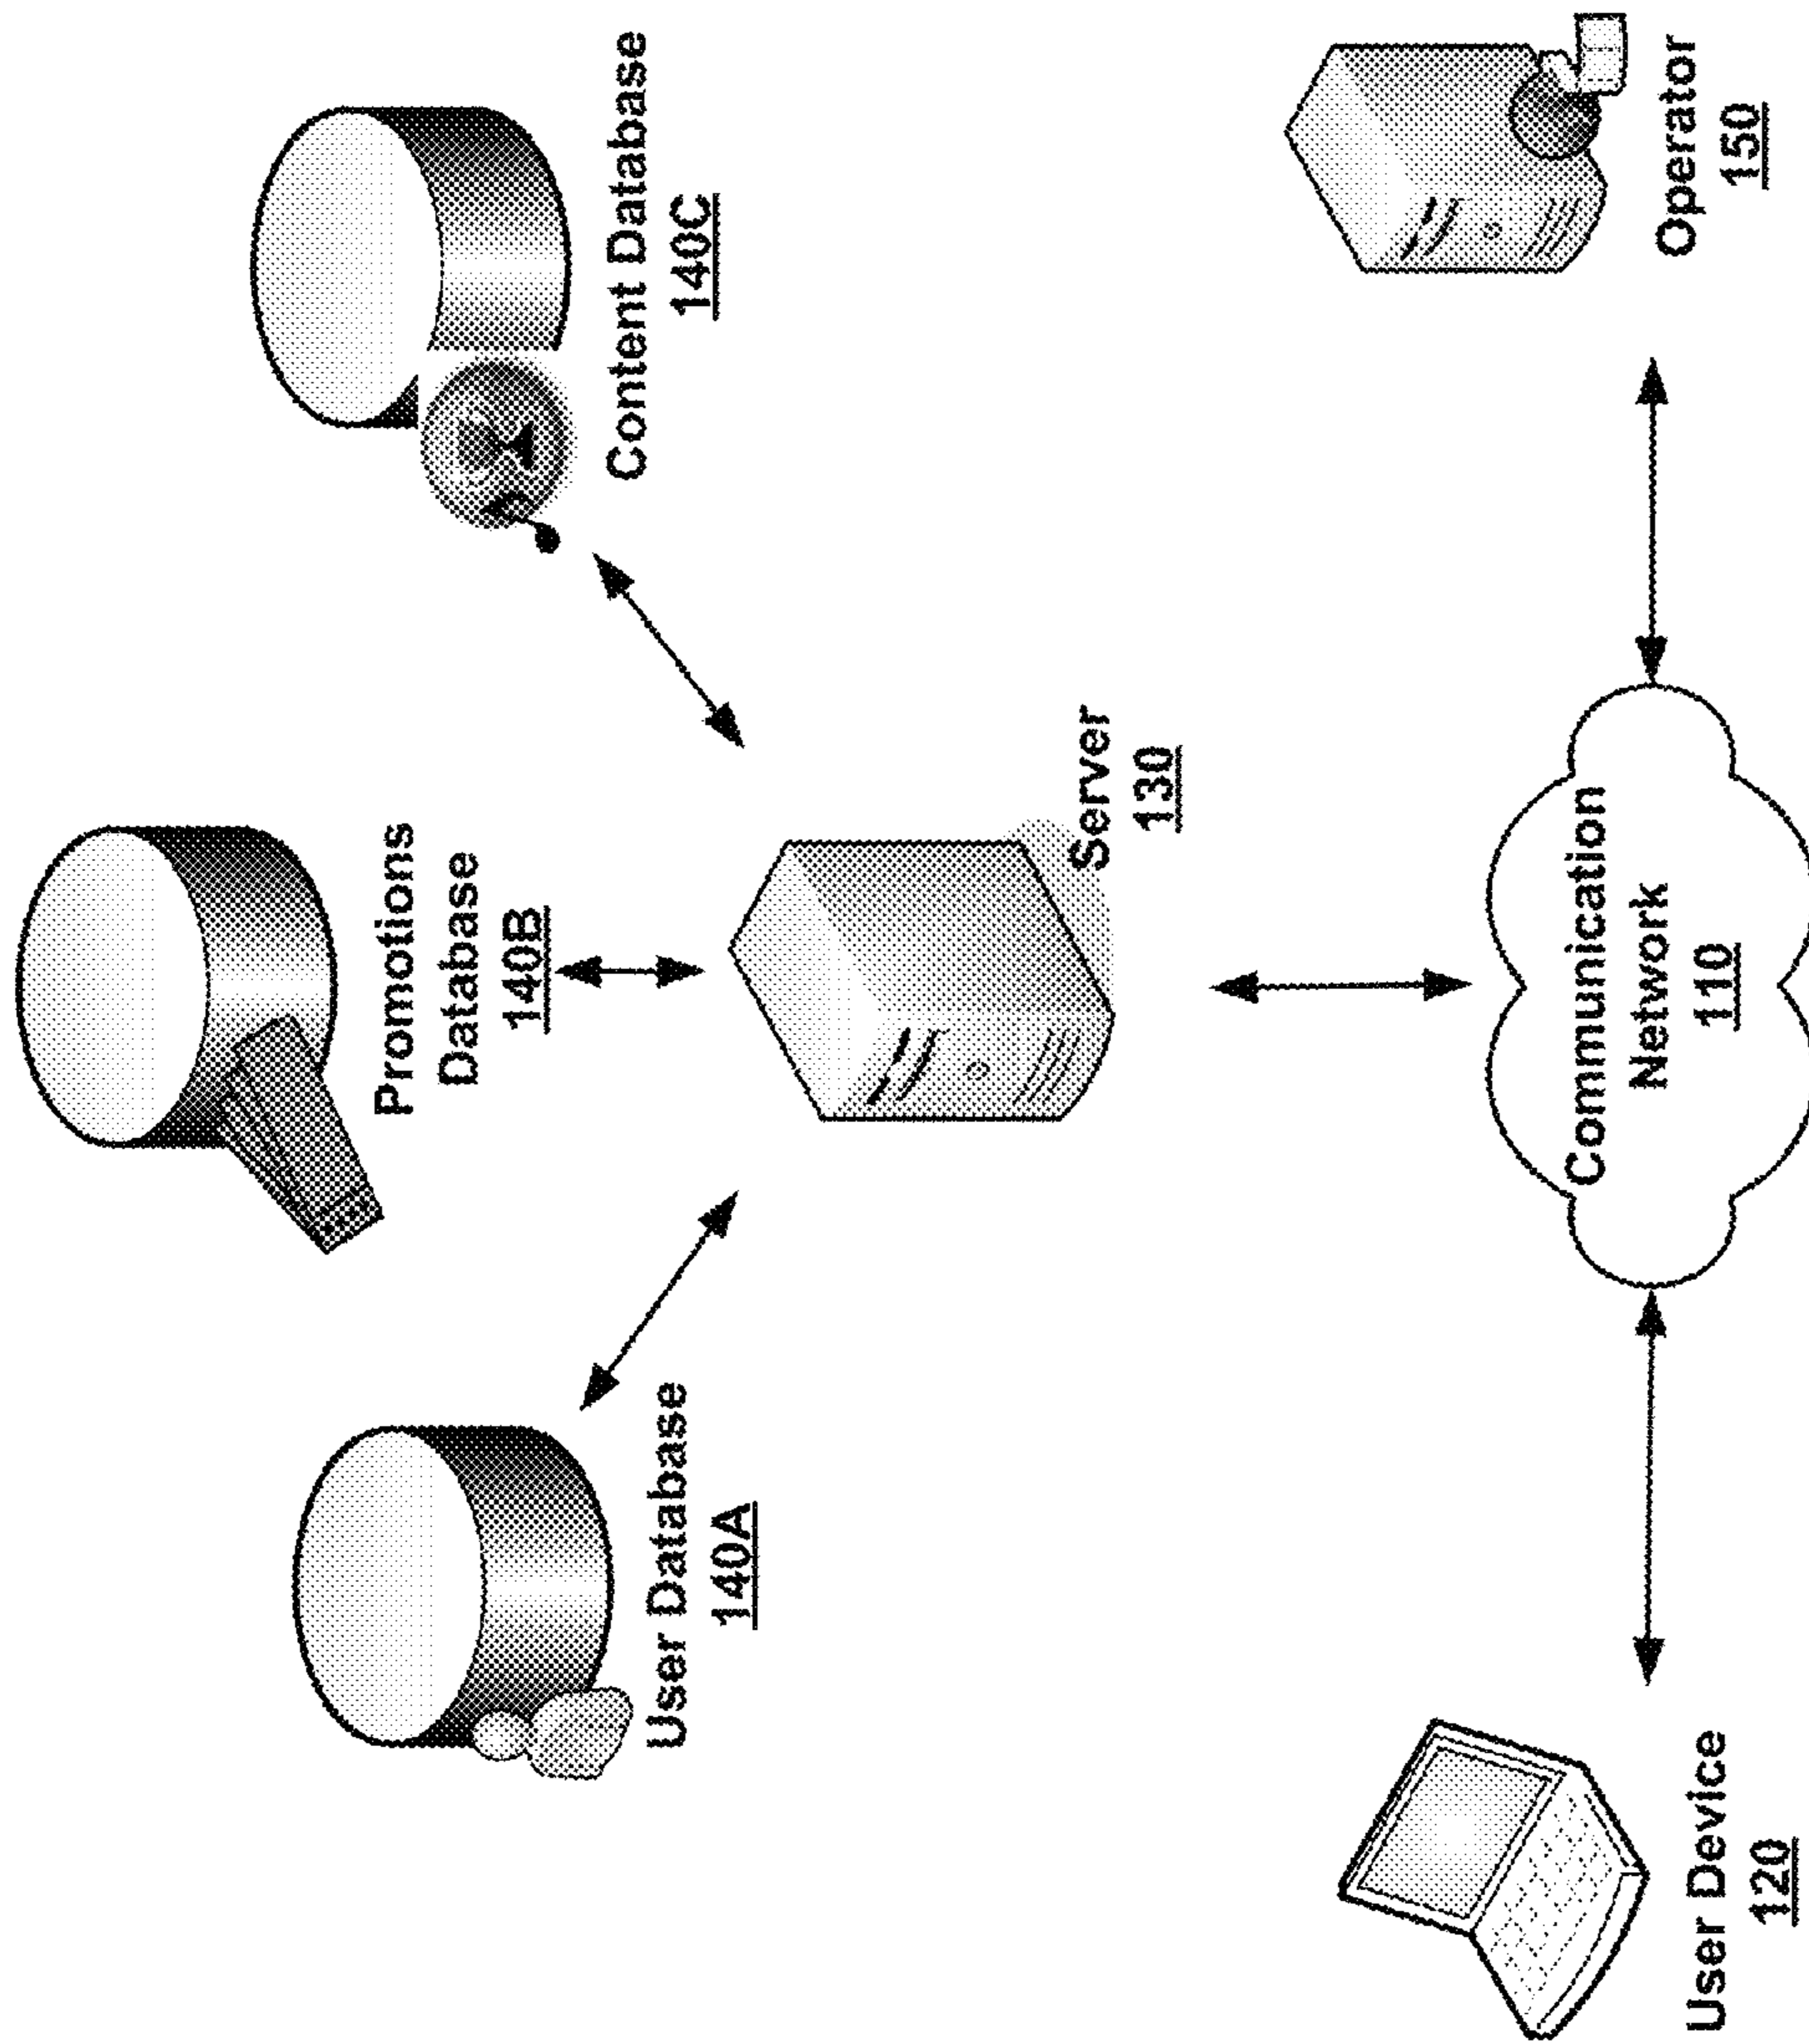 Promotions
Database
140B
User Database
140A
Content Database
140C
Server
130
Communication
Network
110
User Device
120
Operator
150